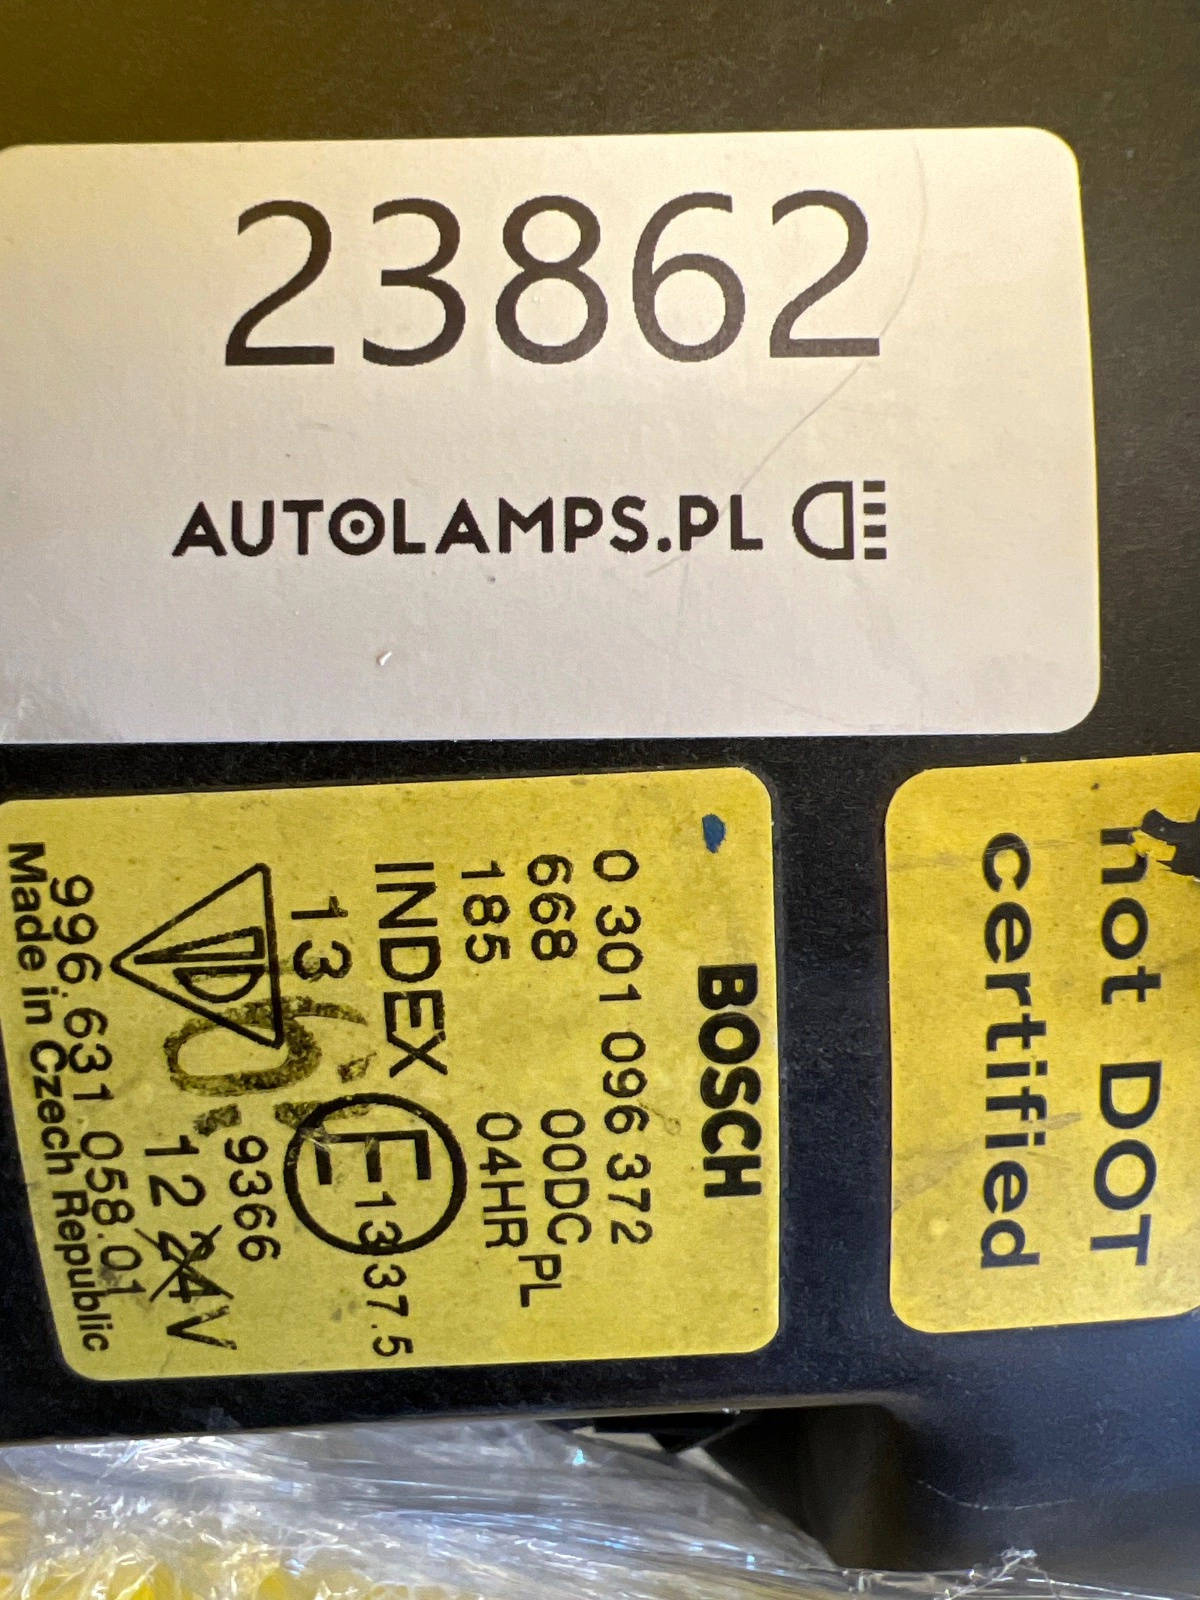 23862
AUTOLAMPS.PL
BOSCH
0 301 096 372
668 00DC PL
185 04HR
INDEX E1 37.5
13 9366
12 24V
996.631.058.01
Made in Czech Republic
not DOT
certified